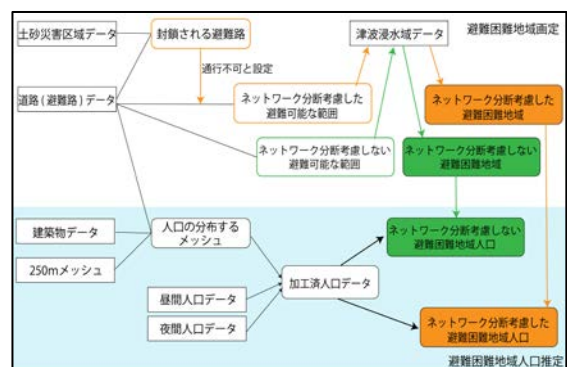 土砂災害区域データ
封鎖される避難路
津波浸水域データ
避難困難地域画定
通行不可と設定
道路(避難路)データ
ネットワーク分断考慮した
避難可能な範囲
ネットワーク分断考慮した
避難困難地域
ネットワーク分断考慮しない
避難可能な範囲
ネットワーク分断考慮しない
避難困難地域
建築物データ
人口の分布する
メッシュ
ネットワーク分断考慮しない
避難困難地域人口
250mメッシュ
加工済人口データ
昼間人口データ
夜間人口データ
ネットワーク分断考慮した
避難困難地域人口
避難困難地域人口推定